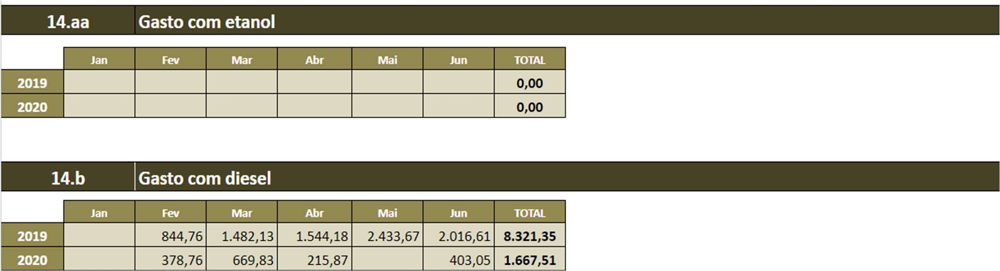 14.aa Gasto com etanol
Jan Fev Mar Abr Mai Jun TOTAL
2019 0,00
2020 0,00
14.b Gasto com diesel
Jan Fev Mar Abr Mai Jun TOTAL
2019 844,76 1.482,13 1.544,18 2.433,67 2.016,61 8.321,35
2020 378,76 669,83 215,87 403,05 1.667,51